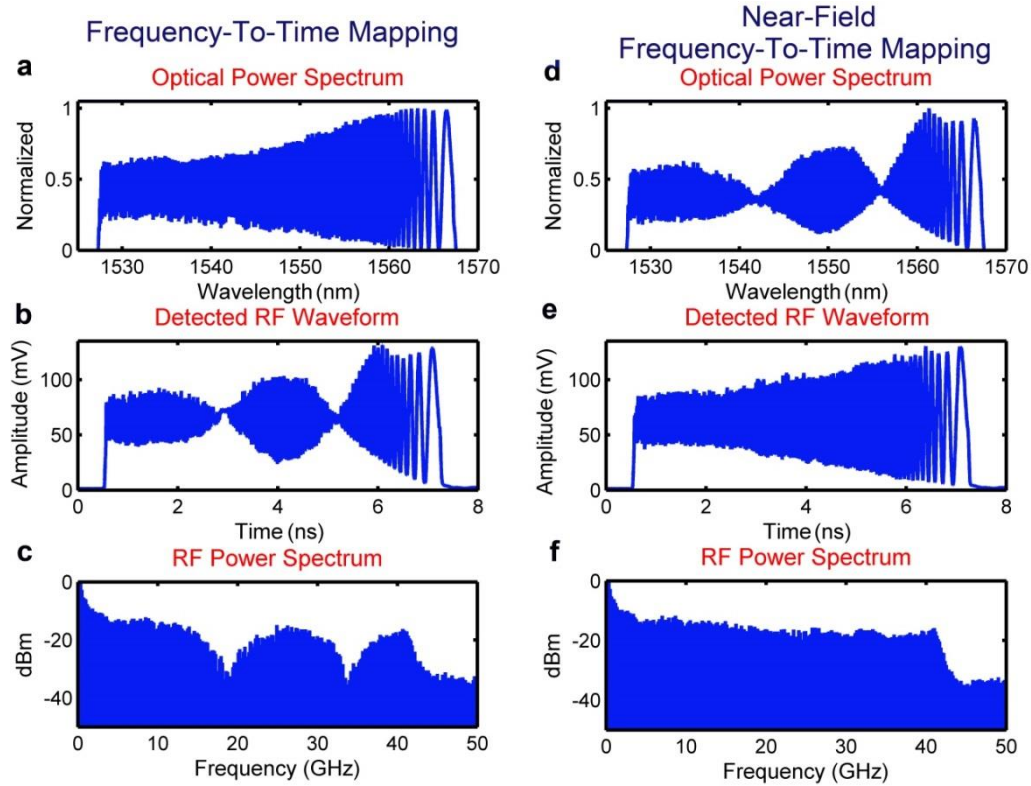 Frequency-To-Time Mapping
a
Optical Power Spectrum
Normalized
1
0.5
0
1530 1540 1550 1560 1570
Wavelength (nm)
b
Detected RF Waveform
Amplitude (mV)
100
50
0
0 2 4 6 8
Time (ns)
c
RF Power Spectrum
dBm
0
-20
-40
0 10 20 30 40 50
Frequency (GHz)
Near-Field
Frequency-To-Time Mapping
d
Optical Power Spectrum
Normalized
1
0.5
0
1530 1540 1550 1560 1570
Wavelength (nm)
e
Detected RF Waveform
Amplitude (mV)
100
50
0
0 2 4 6 8
Time (ns)
f
RF Power Spectrum
dBm
0
-20
-40
0 10 20 30 40 50
Frequency (GHz)